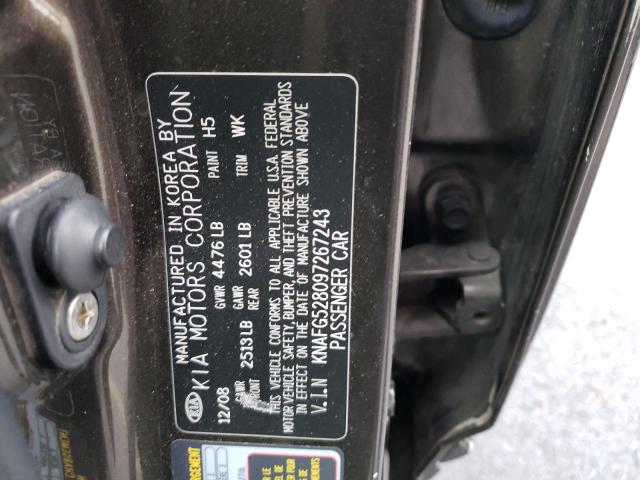 MANUFACTURED IN KOREA BY
KIA KIA MOTORS CORPORATION
12/08 GVWR 4476 LB PAINT H5
GAWR FRONT 2513 LB GAWR REAR 2601 LB TRIM WK
THIS VEHICLE CONFORMS TO ALL APPLICABLE U.S.A. FEDERAL
MOTOR VEHICLE SAFETY, BUMPER, AND THEFT PREVENTION STANDARDS
IN EFFECT ON THE DATE OF MANUFACTURE SHOWN ABOVE
V.I.N KNAFG528097267243
PASSENGER CAR